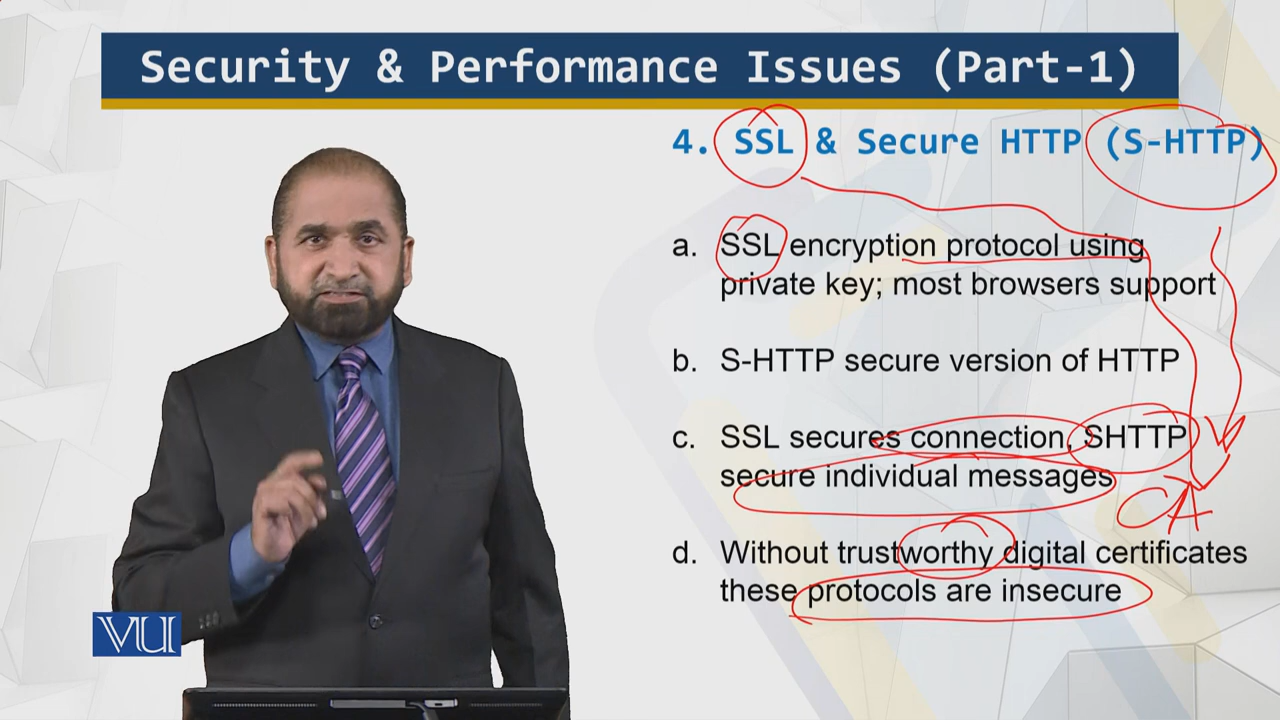 Security & Performance Issues (Part-1)
4. SSL & Secure HTTP (S-HTTP)
a. SSL encryption protocol using
private key; most browsers support
b. S-HTTP secure version of HTTP
c. SSL secures connection, SHTTP
secure individual messages
CA
d. Without trustworthy digital certificates
these protocols are insecure
VU